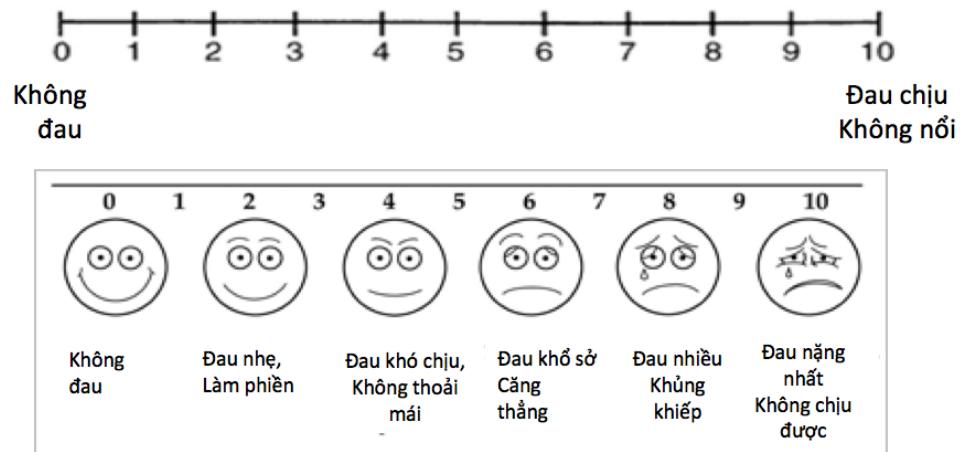 0 1 2 3 4 5 6 7 8 9 10
Không Đau chịu
đau Không nổi
0 1 2 3 4 5 6 7 8 9 10
Không
đau
Đau nhẹ,
Làm phiền
Đau khó chịu,
Không thoải
mái
Đau khổ sở
Căng
thẳng
Đau nhiều
Khủng
khiếp
Đau nặng
nhất
Không chịu
được